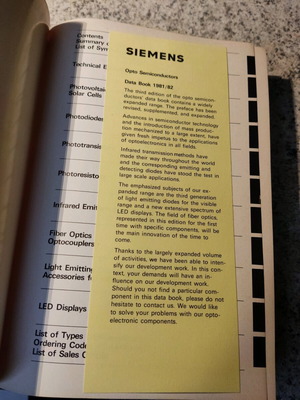 Contents
Summary
List of Sym
Technical E
Photovolta
Solar Cells
Photodiodes
Phototransis
Photoresisto
Infrared Emit
Fiber Optics
Optocouplers
Light Emitting
Accessories fo
LED Displays
List of Types
Ordering Code
List of Sales O
SIEMENS
Opto Semiconductors
Data Book 1981/82
The third edition of the opto semicon-
ductors' data book contains a widely
expanded range. The preface has been
revised, supplemented, and expanded.
Advances in semiconductor technology
and the introduction of mass produc-
tion mechanized to a large extent, have
given fresh impetus to the applications
of optoelectronics in all fields.
Infrared transmission methods have
made their way throughout the world
and the corresponding emitting and
detecting diodes have stood the test in
large scale applications.
The emphasized subjects of our ex-
panded range are the third generation
of light emitting diodes for the visible
range and a new extensive spectrum of
LED displays. The field of fiber optics,
represented in this edition for the first
time with specific components, will be
the main innovation of the time to
come.
Thanks to the largely expanded volume
of activities, we have been able to inten-
sify our development work. In this con-
text, your demands will have an in-
fluence on our development work.
Should you not find a particular com-
ponent in this data book, please do not
hesitate to contact us. We would like
to solve your problems with our opto-
electronic components.